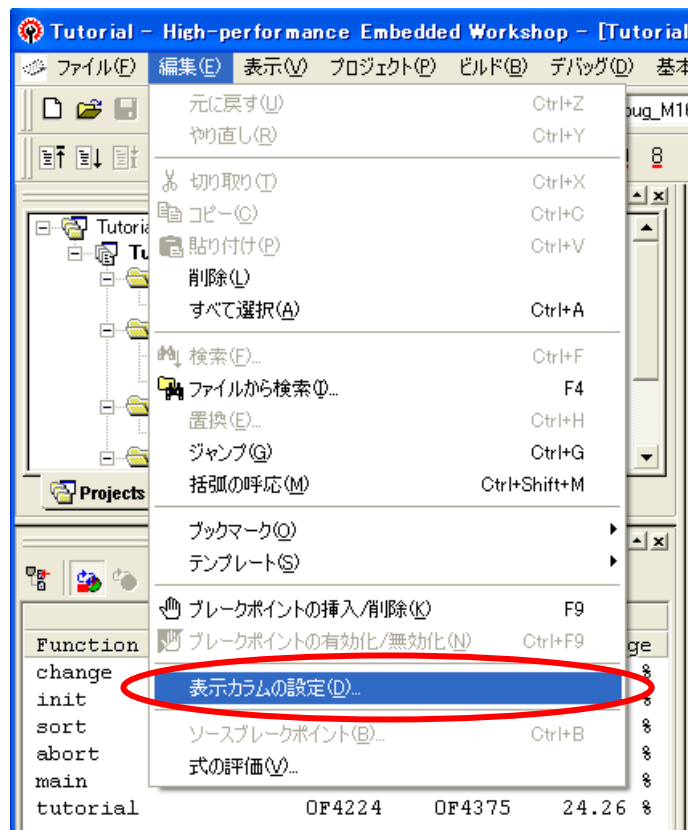 Tutorial - High-performance Embedded Workshop - [Tutorial
ファイル(F) 編集(E) 表示(V) プロジェクト(P) ビルド(B) デバッグ(D) 基本
元に戻す(U) Ctrl+Z
やり直し(R) Ctrl+Y
切り取り(T) Ctrl+X
コピー(C) Ctrl+C
貼り付け(P) Ctrl+V
削除(L)
すべて選択(A) Ctrl+A
検索(F)... Ctrl+F
ファイルから検索(I)... F4
置換(E)... Ctrl+H
ジャンプ(G) Ctrl+G
括弧の呼応(M) Ctrl+Shift+M
ブックマーク(O)
テンプレート(S)
ブレークポイントの挿入/削除(K) F9
ブレークポイントの有効化/無効化(N) Ctrl+F9
表示カラムの設定(D)...
ソースブレークポイント(B)... Ctrl+B
式の評価(V)...
Projects
Function
change %
init %
sort %
abort %
main %
tutorial 0F4224 0F4375 24.26 %